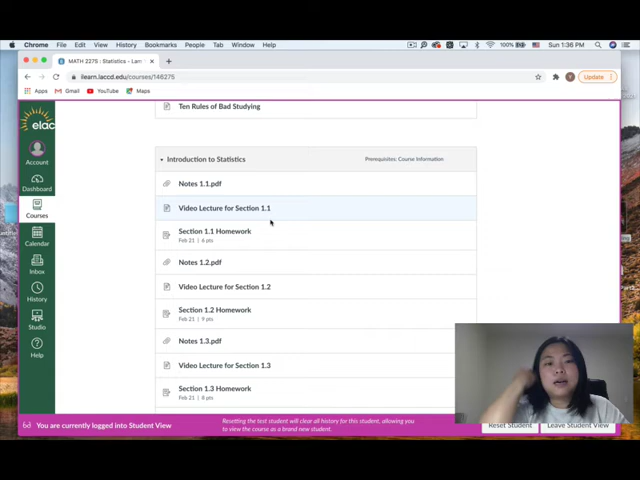 Chrome File Edit View History Bookmarks People Tab Window Help 100% Sun 1:36 PM
MATH 227S : Statistics - Lar
ilearn.laccd.edu/courses/146275
Y
Update
Apps Gmail YouTube Maps
elac
Account
Dashboard
Courses
Calendar
Inbox
History
Studio
Help
Ten Rules of Bad Studying
Introduction to Statistics Prerequisites: Course Information
Notes 1.1.pdf
Video Lecture for Section 1.1
Section 1.1 Homework
Feb 21 | 6 pts
Notes 1.2.pdf
Video Lecture for Section 1.2
Section 1.2 Homework
Feb 21 | 9 pts
Notes 1.3.pdf
Video Lecture for Section 1.3
Section 1.3 Homework
Feb 21 | 8 pts
You are currently logged into Student View
Resetting the test student will clear all history for this student, allowing
you to view the course as a brand new student.
Reset Student
Leave Student View